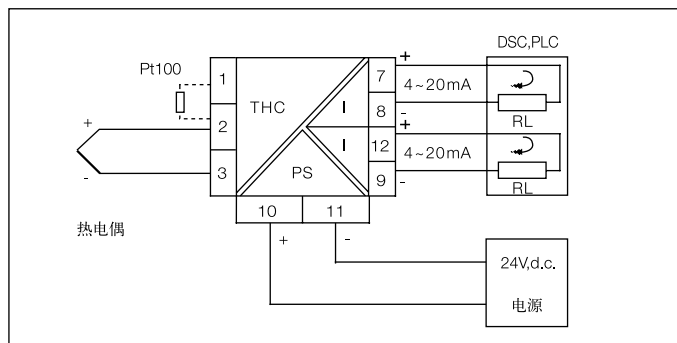 DSC,PLC
Pt100
1
THC
I
7
+
4~20mA
8
-
RL
+
2
+
I
12
4~20mA
-
3
PS
9
-
RL
热电偶
10
11
+
-
24V,d.c.
电源